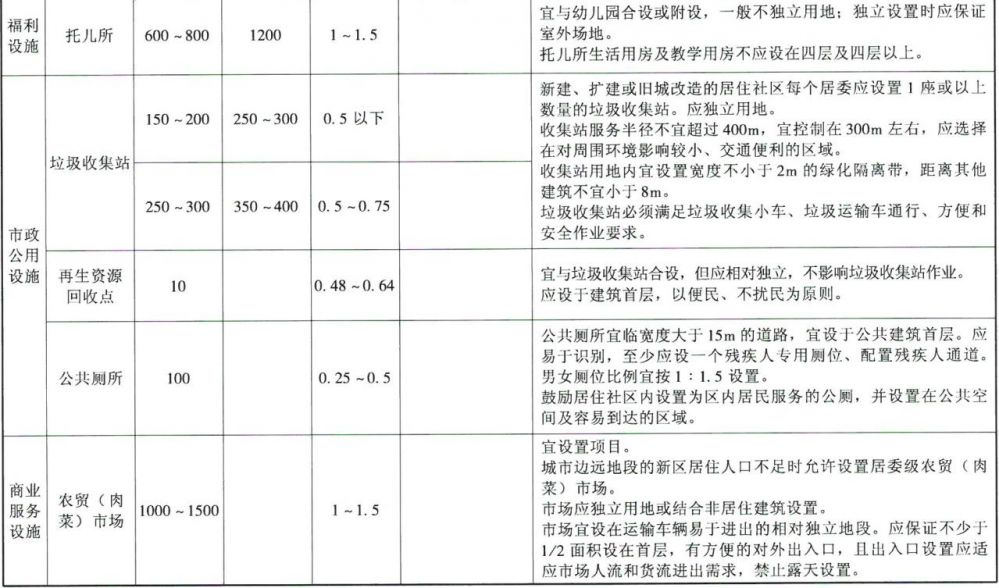 福利
设施
托儿所
600～800
1200
1～1.5
宜与幼儿园合设或附设，一般不独立用地；独立设置时应保证
室外场地。
托儿所生活用房及教学用房不应设在四层及四层以上。
市政
公用
设施
垃圾收集站
150～200
250～300
0.5 以下
250～300
350～400
0.5～0.75
新建、扩建或旧城改造的居住社区每个居委应设置 1 座或以上
数量的垃圾收集站。应独立用地。
收集站服务半径不宜超过 400m，宜控制在 300m 左右，应选择
在对周围环境影响较小、交通便利的区域。
收集站用地内宜设置宽度不小于 2m 的绿化隔离带，距离其他
建筑不宜小于 8m。
垃圾收集站必须满足垃圾收集小车、垃圾运输车通行、方便和
安全作业要求。
再生资源
回收点
10
0.48～0.64
宜与垃圾收集站合设，但应相对独立，不影响垃圾收集站作业。
应设于建筑首层，以便民、不扰民为原则。
公共厕所
100
0.25～0.5
公共厕所宜临宽度大于 15m 的道路，宜设于公共建筑首层。应
易于识别，至少应设一个残疾人专用厕位、配置残疾人通道。
男女厕位比例宜按 1∶1.5 设置。
鼓励居住社区内设置为区内居民服务的公厕，并设置在公共空
间及容易到达的区域。
商业
服务
设施
农贸（肉
菜）市场
1000～1500
1～1.5
宜设置项目。
城市边远地段的新区居住人口不足时允许设置居委级农贸（肉
菜）市场。
市场应独立用地或结合非居住建筑设置。
市场宜设在运输车辆易于进出的相对独立地段。应保证不少于
1/2 面积设在首层，有方便的对外出入口，且出入口设置应适
应市场人流和货流进出需求，禁止露天设置。